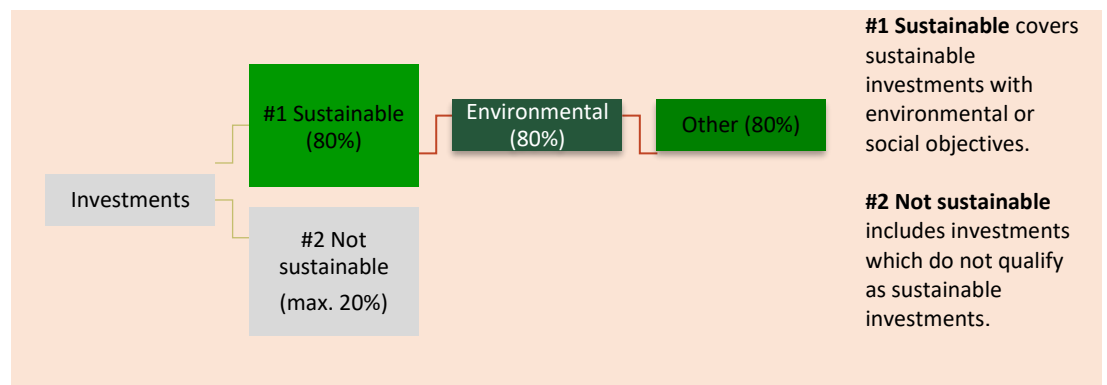 Investments
#1 Sustainable
(80%)
#2 Not
sustainable
(max. 20%)
Environmental
(80%)
Other (80%)
#1 Sustainable covers
sustainable
investments with
environmental or
social objectives.
#2 Not sustainable
includes investments
which do not qualify
as sustainable
investments.